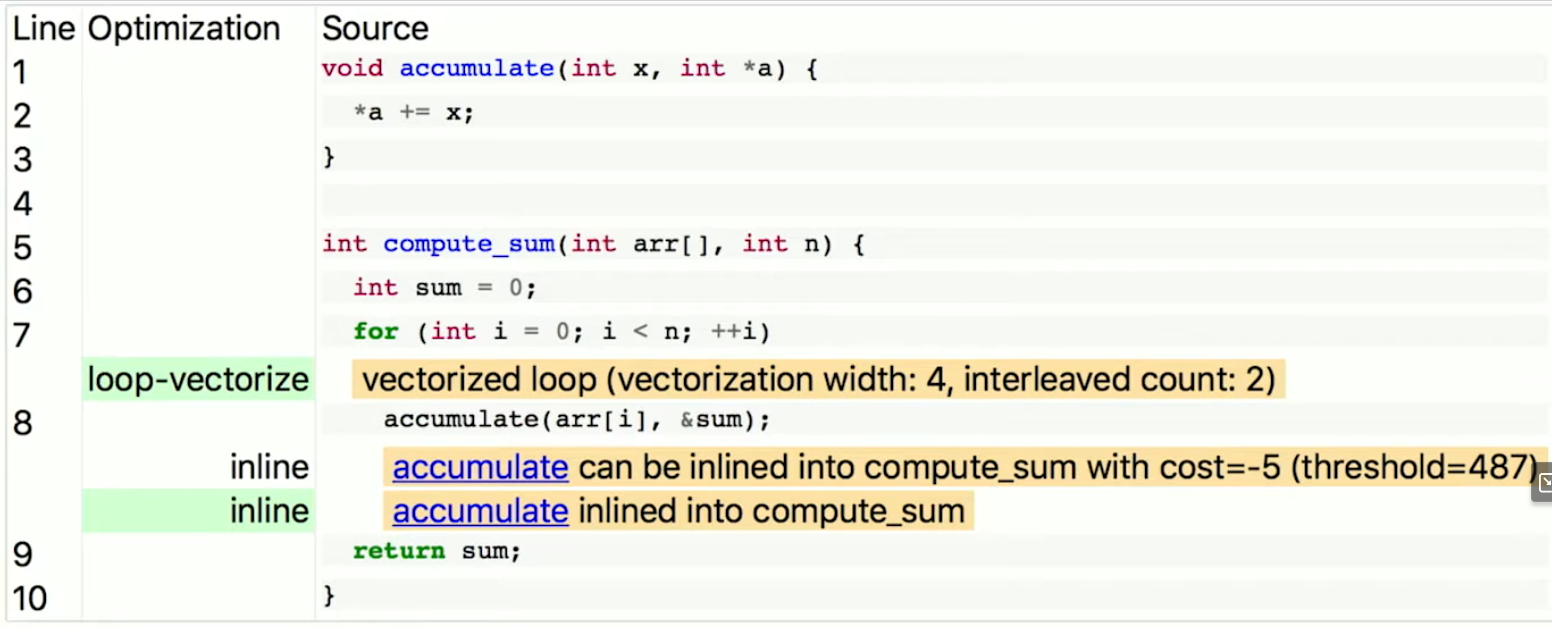 Line Optimization Source
1 void accumulate(int x, int *a) {
2 *a += x;
3 }
4
5 int compute_sum(int arr[], int n) {
6 int sum = 0;
7 for (int i = 0; i < n; ++i)
loop-vectorize vectorized loop (vectorization width: 4, interleaved count: 2)
8 accumulate(arr[i], &sum);
inline accumulate can be inlined into compute_sum with cost=-5 (threshold=487)
inline accumulate inlined into compute_sum
9 return sum;
10 }